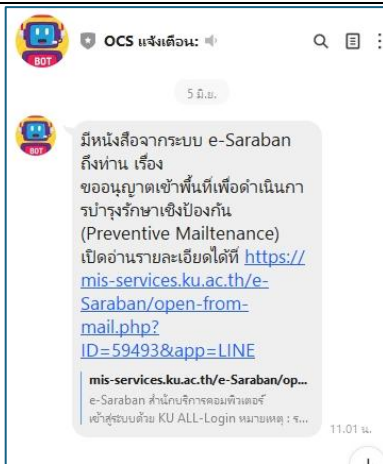 OCS แจ้งเตือน:
BOT
5 มิ.ย.
BOT
มีหนังสือจากระบบ e-Saraban
ถึงท่าน เรื่อง
ขออนุญาตเข้าพื้นที่เพื่อดำเนินกา
รบำรุงรักษาเชิงป้องกัน
(Preventive Mailtenance)
เปิดอ่านรายละเอียดได้ที่ https://
mis-services.ku.ac.th/e-
Saraban/open-from-
mail.php?
ID=59493&app=LINE
mis-services.ku.ac.th/e-Saraban/op...
e-Saraban สำนักบริการคอมพิวเตอร์
เข้าสู่ระบบด้วย KU ALL-Login หมายเหตุ : ร...
11.01 น.